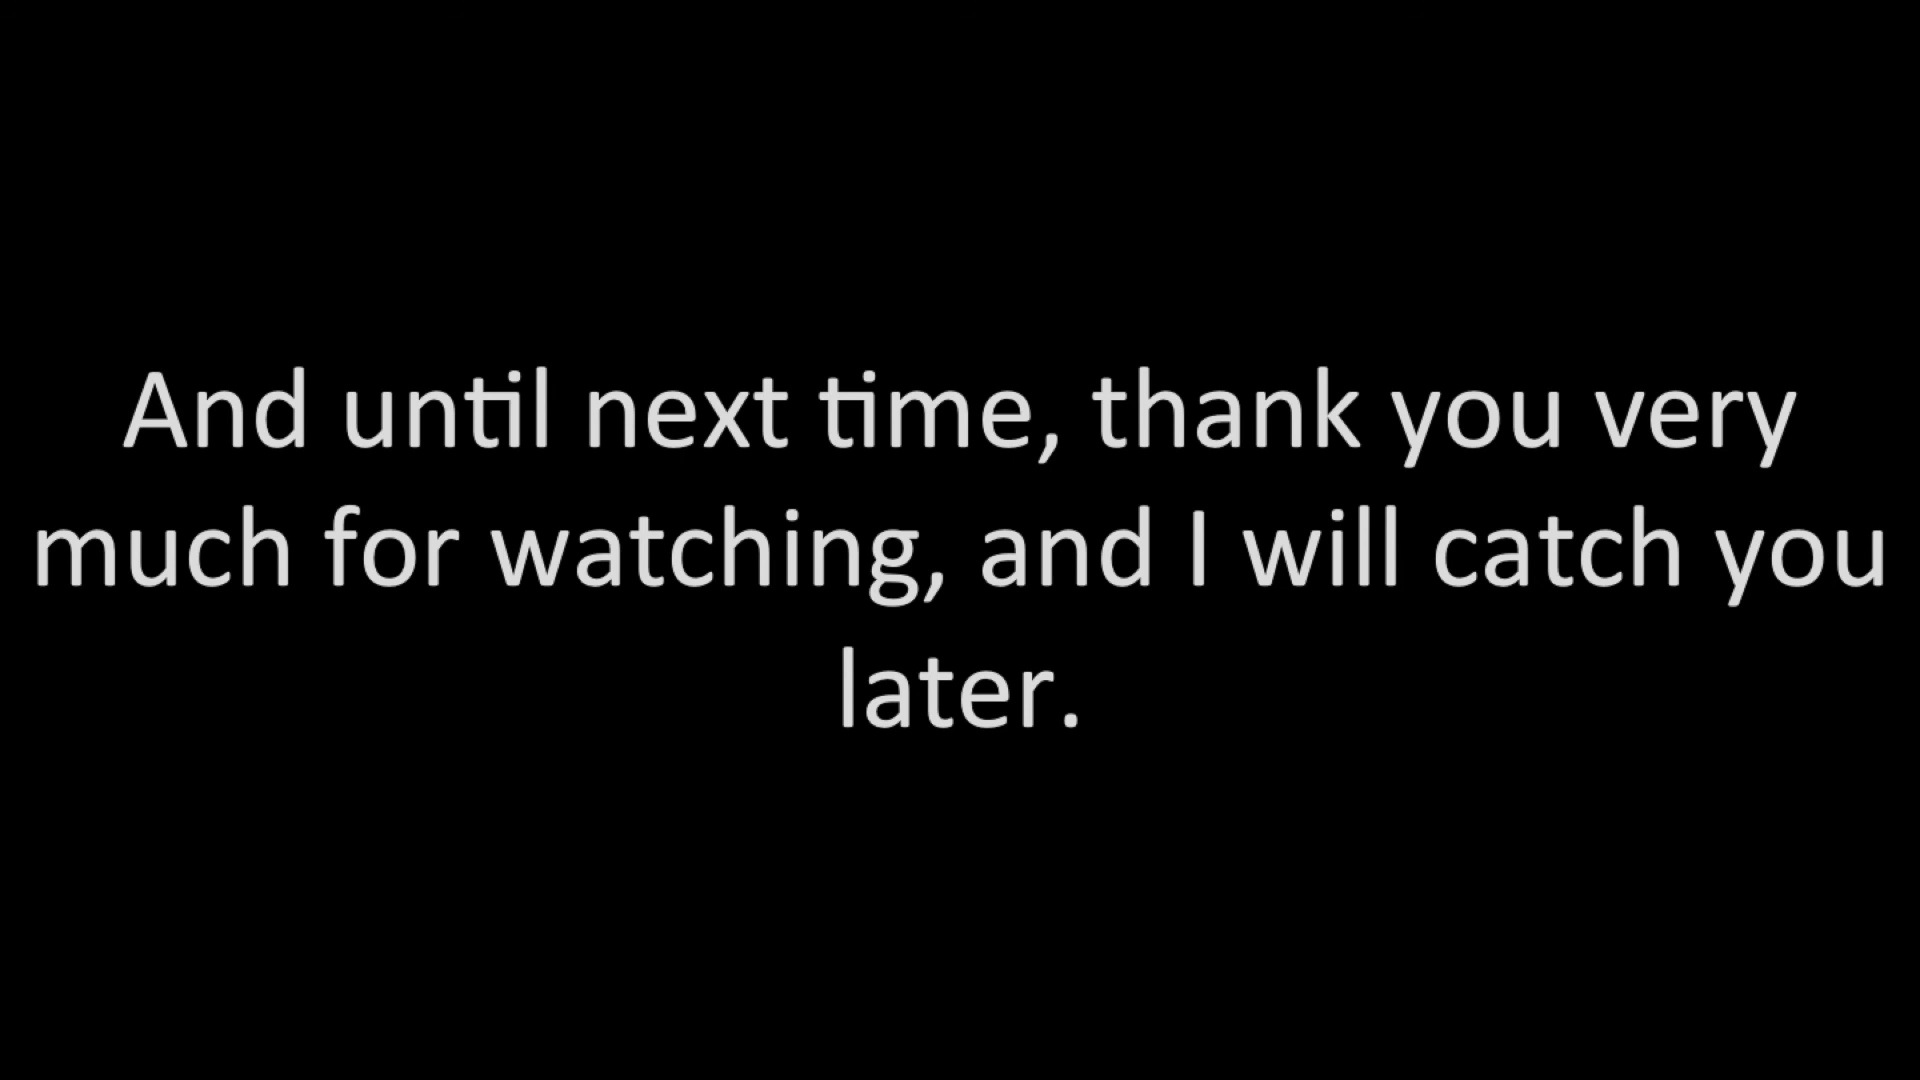 And until next time, thank you very
much for watching, and I will catch you
later.